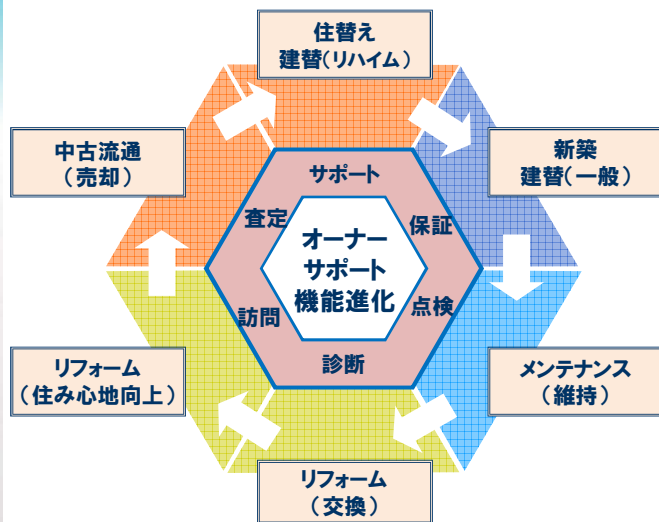 住替え
建替(リハイム)
中古流通
(売却)
新築
建替(一般)
サポート
査定
保証
オーナー
サポート
機能進化
訪問
点検
診断
リフォーム
(住み心地向上)
メンテナンス
(維持)
リフォーム
(交換)